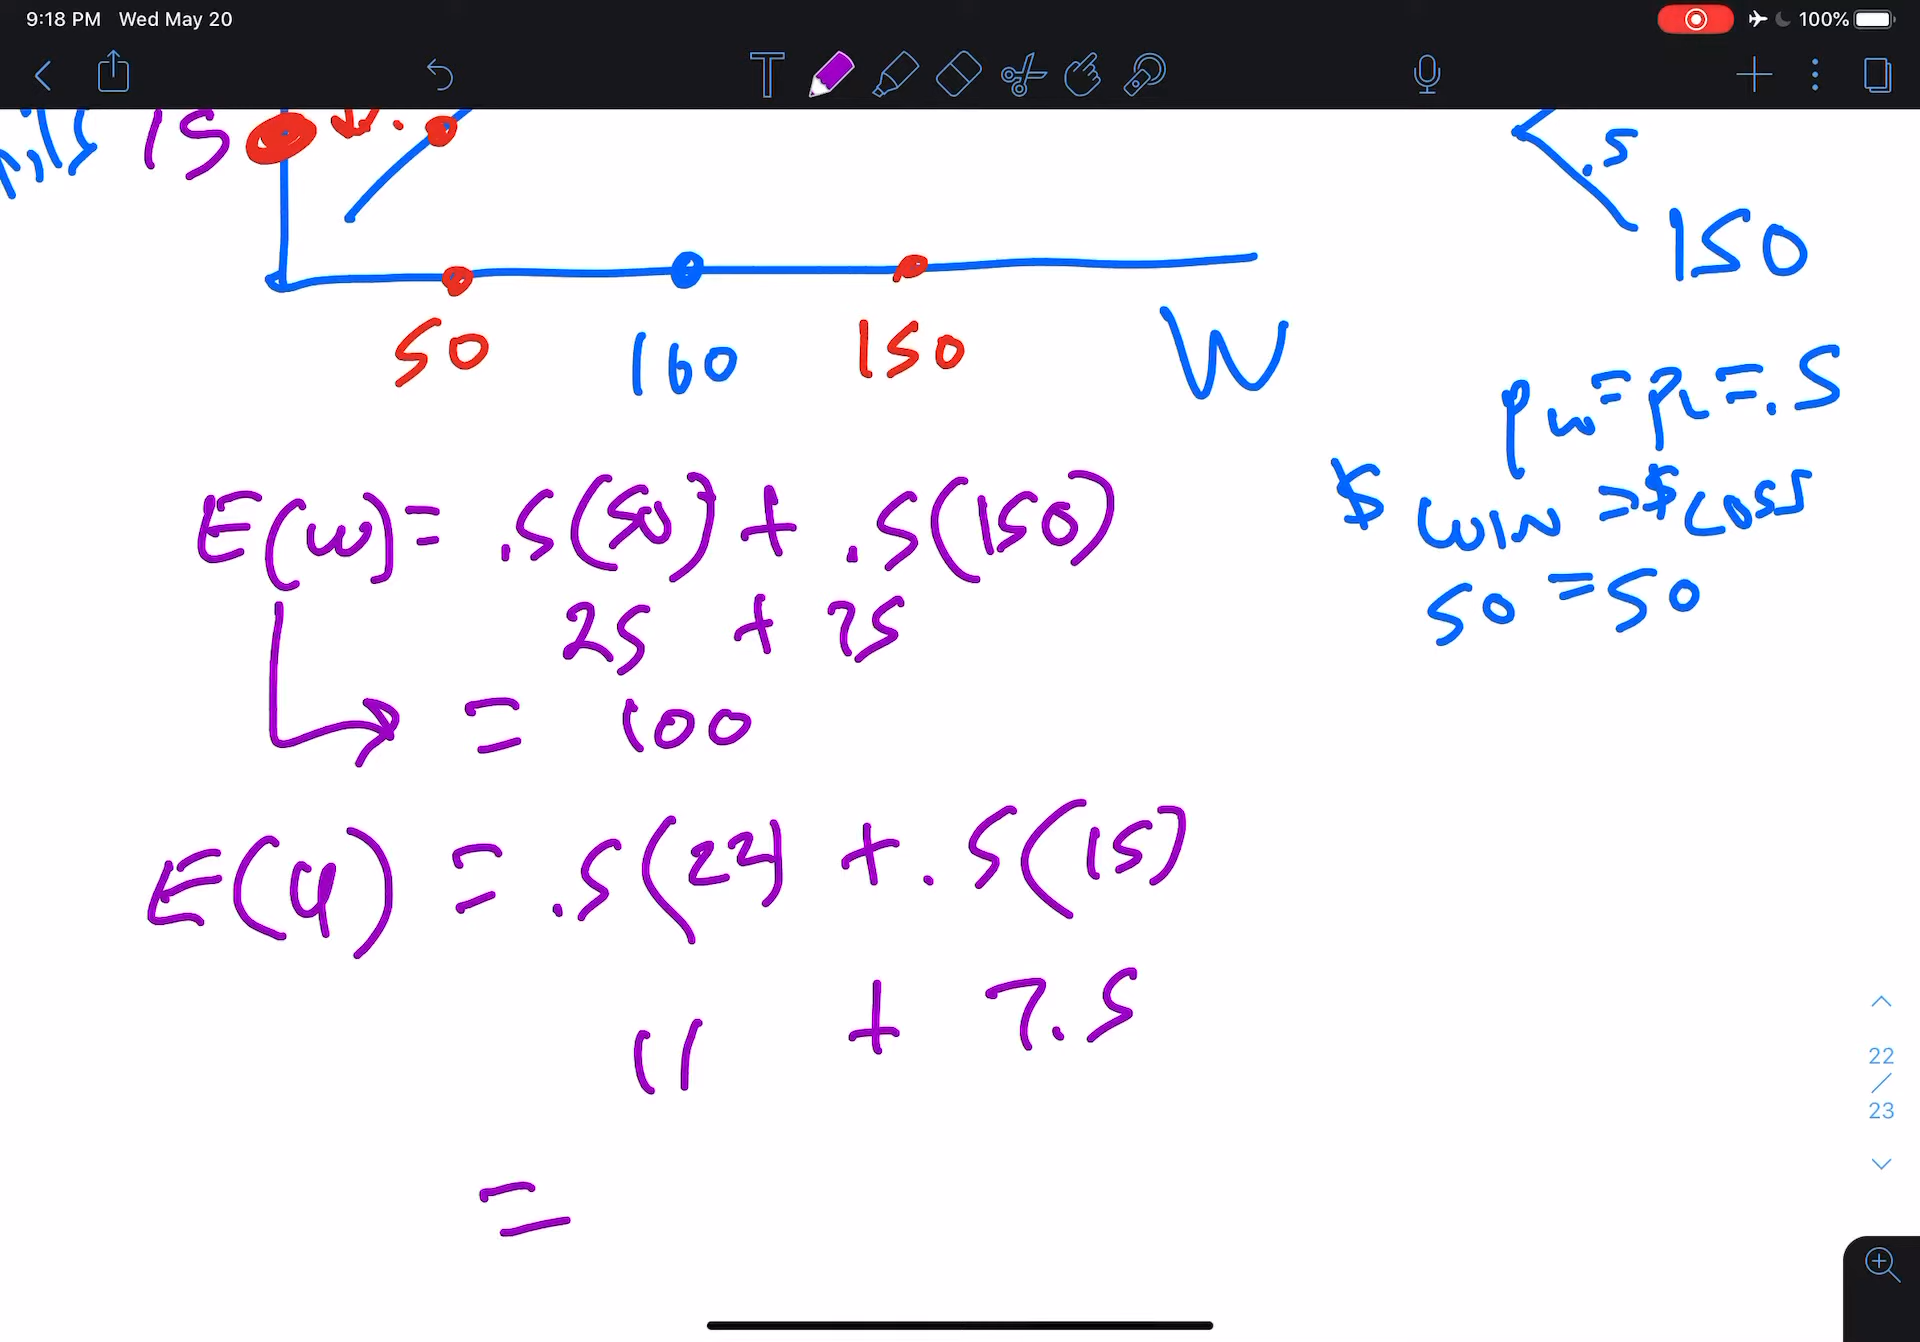 9:18 PM Wed May 20
100%
15
.5
150
50
100
150
W
Pw = PL = .5
$ WIN = $ LOSS
50 = 50
E(w) = .5(50) + .5(150)
25 + 75
= 100
E(U) = .5(22) + .5(15)
11 + 7.5
=
22
/
23